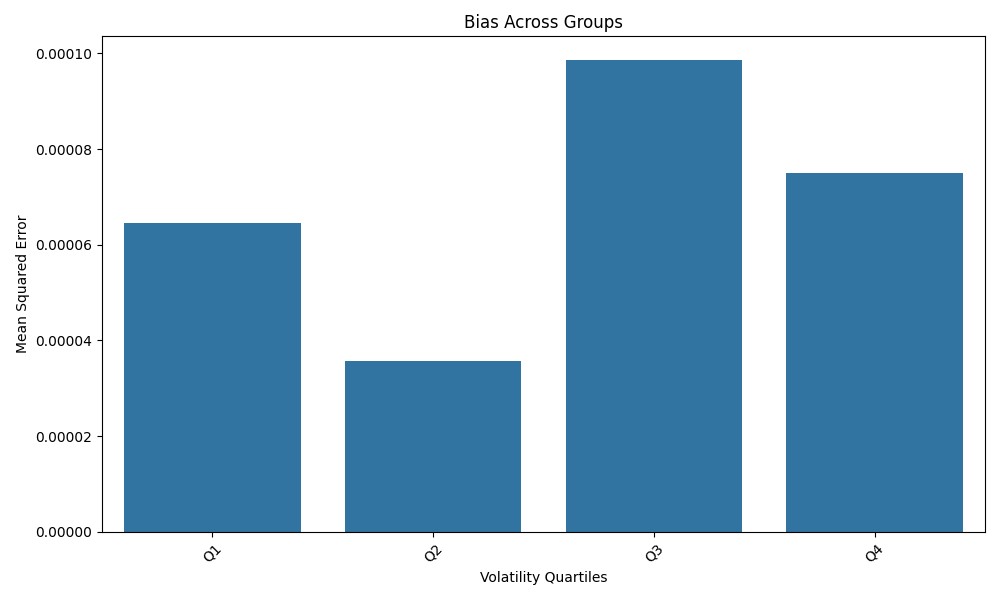 Bias Across Groups
Mean Squared Error
0.00010
0.00008
0.00006
0.00004
0.00002
0.00000
Q1
Q2
Q3
Q4
Volatility Quartiles